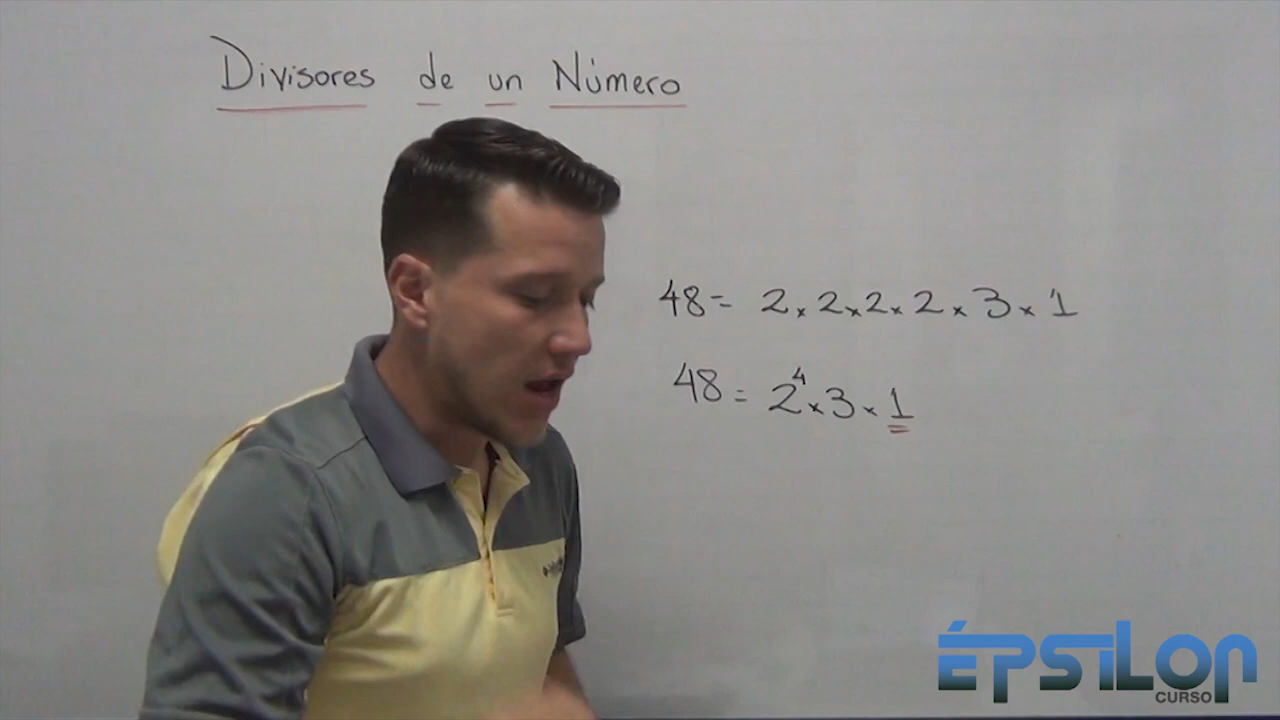 Divisores de un Número
48 = 2 x 2 x 2 x 2 x 3 x 1
48 = 2⁴ x 3 x 1
ÉPSILON
CURSO